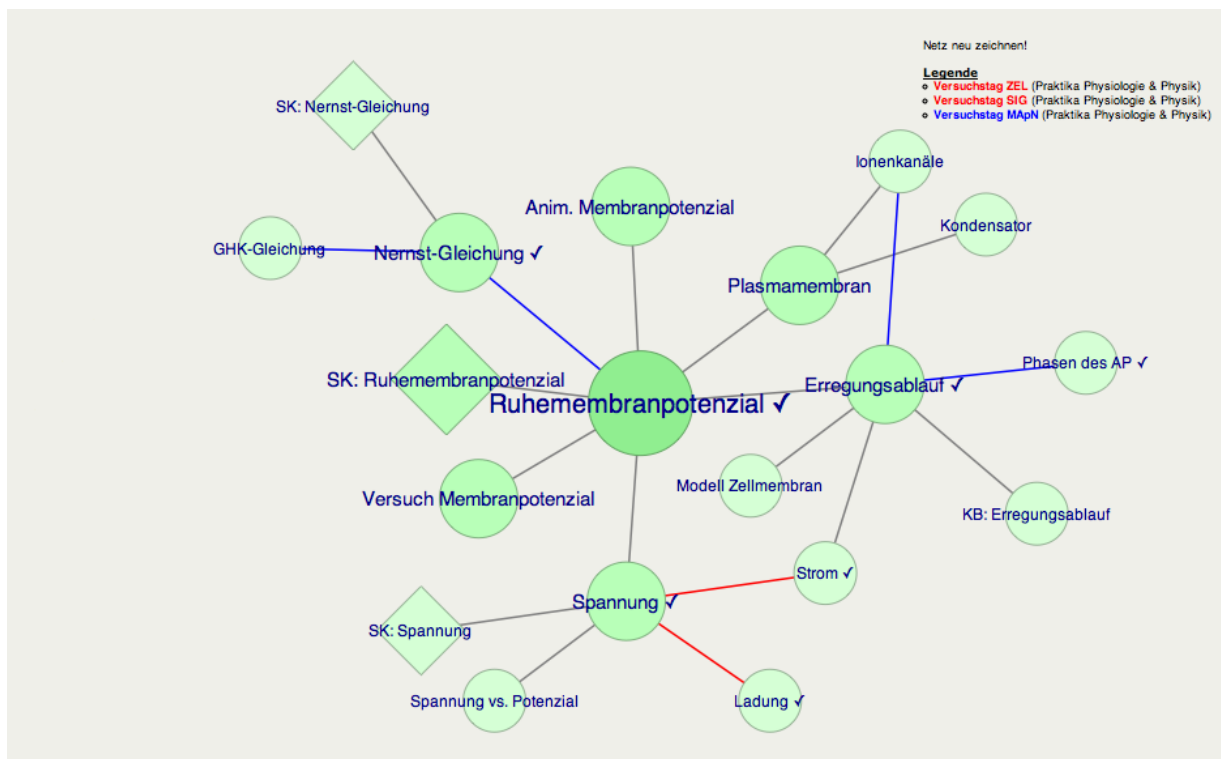 Netz neu zeichnen!
Legende
Versuchstag ZEL (Praktika Physiologie & Physik)
Versuchstag SIG (Praktika Physiologie & Physik)
Versuchstag MApN (Praktika Physiologie & Physik)
SK: Nernst-Gleichung
Ionenkanäle
Anim. Membranpotenzial
Kondensator
GHK-Gleichung
Nernst-Gleichung ✓
Plasmamembran
Phasen des AP ✓
SK: Ruhemembranpotenzial
Erregungsablauf ✓
Ruhemembranpotenzial ✓
Modell Zellmembran
Versuch Membranpotenzial
KB: Erregungsablauf
Strom ✓
Spannung ✓
SK: Spannung
Spannung vs. Potenzial
Ladung ✓